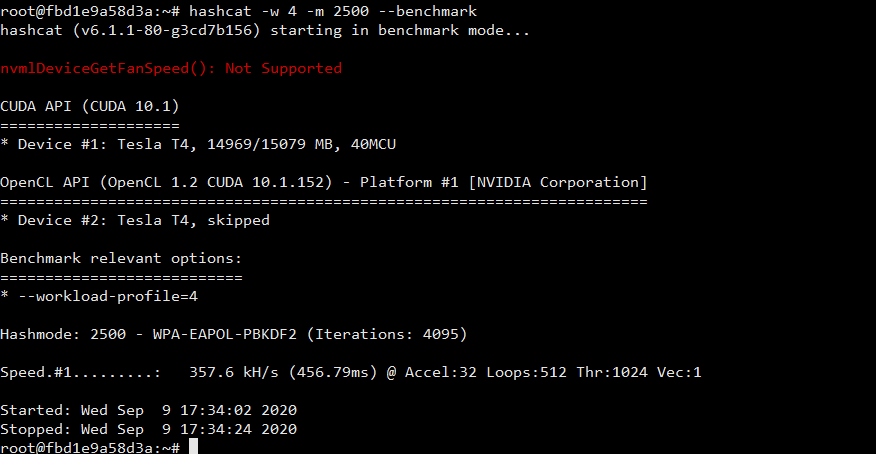 root@fbd1e9a58d3a:~# hashcat -w 4 -m 2500 --benchmark
hashcat (v6.1.1-80-g3cd7b156) starting in benchmark mode...
nvmlDeviceGetFanSpeed(): Not Supported
CUDA API (CUDA 10.1)
====================
* Device #1: Tesla T4, 14969/15079 MB, 40MCU
OpenCL API (OpenCL 1.2 CUDA 10.1.152) - Platform #1 [NVIDIA Corporation]
========================================================================
* Device #2: Tesla T4, skipped
Benchmark relevant options:
===========================
* --workload-profile=4
Hashmode: 2500 - WPA-EAPOL-PBKDF2 (Iterations: 4095)
Speed.#1.........:   357.6 kH/s (456.79ms) @ Accel:32 Loops:512 Thr:1024 Vec:1
Started: Wed Sep  9 17:34:02 2020
Stopped: Wed Sep  9 17:34:24 2020
root@fbd1e9a58d3a:~#